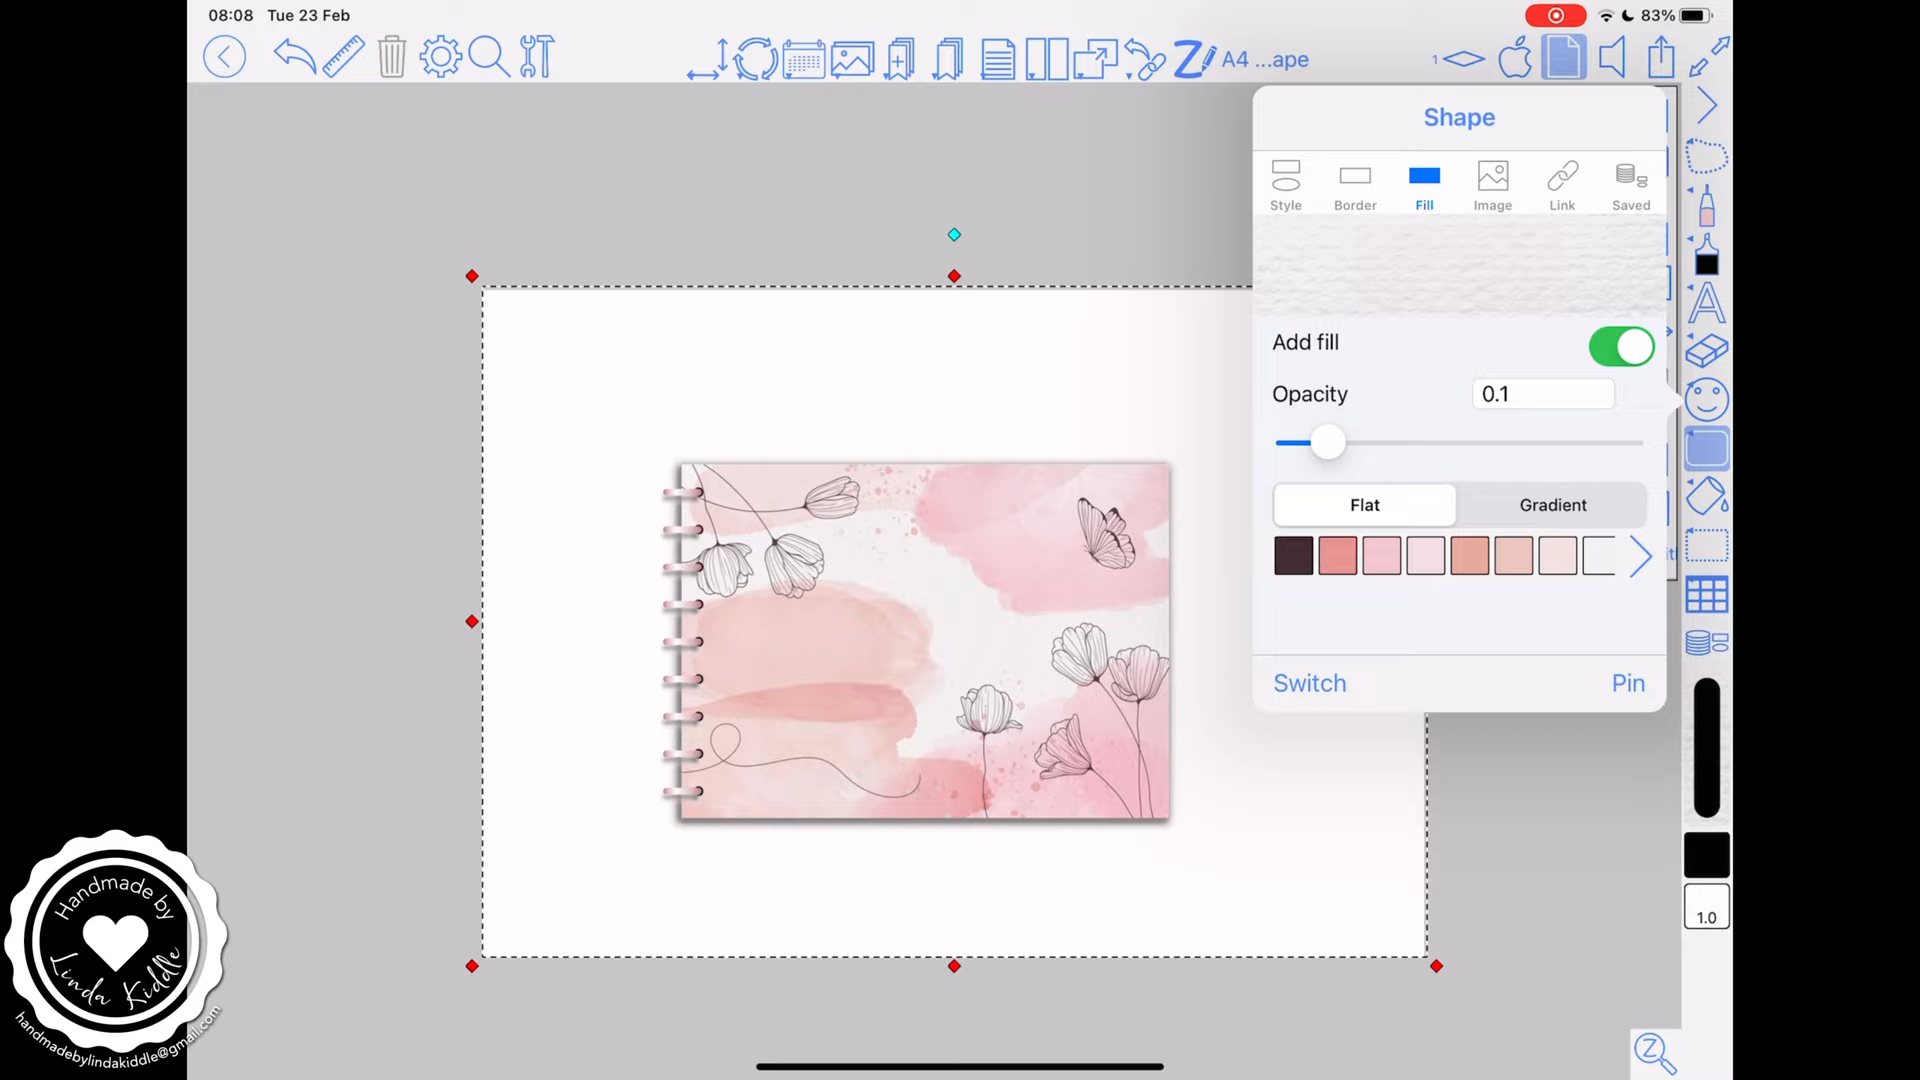 08:08 Tue 23 Feb
83%
A4 ...ape
1
Shape
Style Border Fill Image Link Saved
Add fill
Opacity 0.1
Flat Gradient
Switch Pin
1.0
Z
Handmade by
Linda Kiddle
handmadebylindakiddle@gmail.com